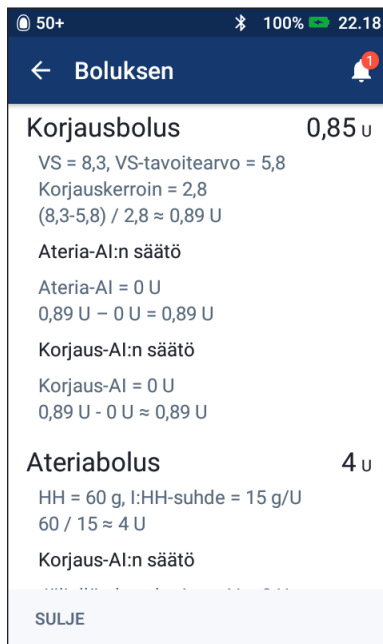 50+ 100% 22.18
Boluksen 1
Korjausbolus 0,85 U
VS = 8,3, VS-tavoitearvo = 5,8
Korjauskerroin = 2,8
(8,3-5,8) / 2,8 ≈ 0,89 U
Ateria-AI:n säätö
Ateria-AI = 0 U
0,89 U – 0 U = 0,89 U
Korjaus-AI:n säätö
Korjaus-AI = 0 U
0,89 U - 0 U ≈ 0,89 U
Ateriabolus 4 U
HH = 60 g, I:HH-suhde = 15 g/U
60 / 15 ≈ 4 U
Korjaus-AI:n säätö
SULJE